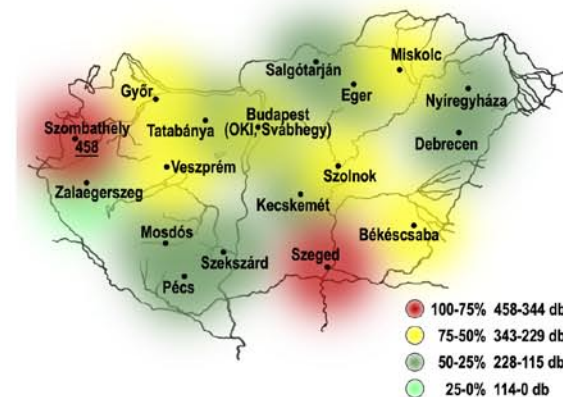 Miskolc
Salgótarján
Győr
Eger
Nyíregyháza
Budapest
Szombathely
Tatabánya
(OKI, Svábhegy)
458
Debrecen
Veszprém
Szolnok
Zalaegerszeg
Kecskemét
Mosdós
Békéscsaba
Szekszárd
Szeged
Pécs
100-75% 458-344 db
75-50% 343-229 db
50-25% 228-115 db
25-0% 114-0 db